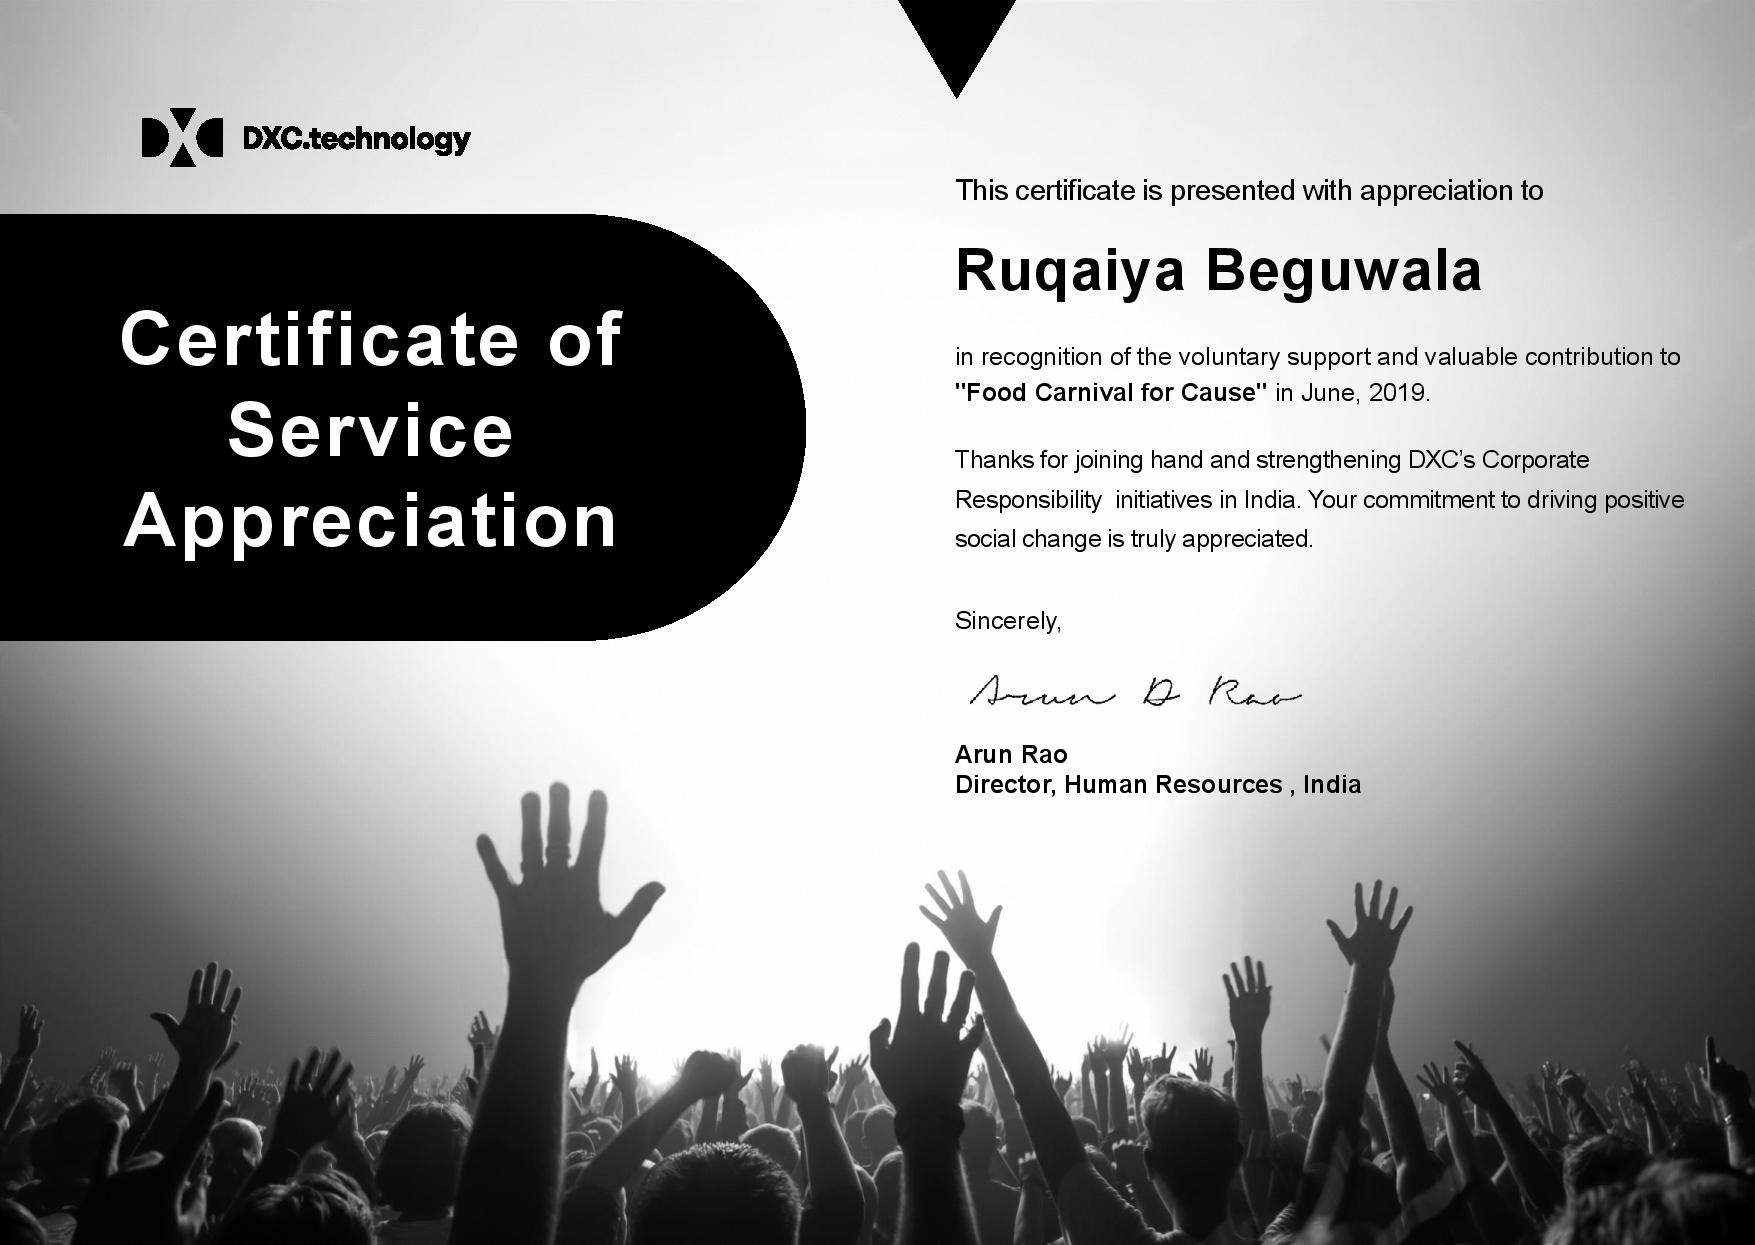 DXC.technology
Certificate of
Service
Appreciation
This certificate is presented with appreciation to
Ruqaiya Beguwala
in recognition of the voluntary support and valuable contribution to
"Food Carnival for Cause" in June, 2019.
Thanks for joining hand and strengthening DXC’s Corporate
Responsibility  initiatives in India. Your commitment to driving positive
social change is truly appreciated.
Sincerely,
Arun D Rao
Arun Rao
Director, Human Resources , India